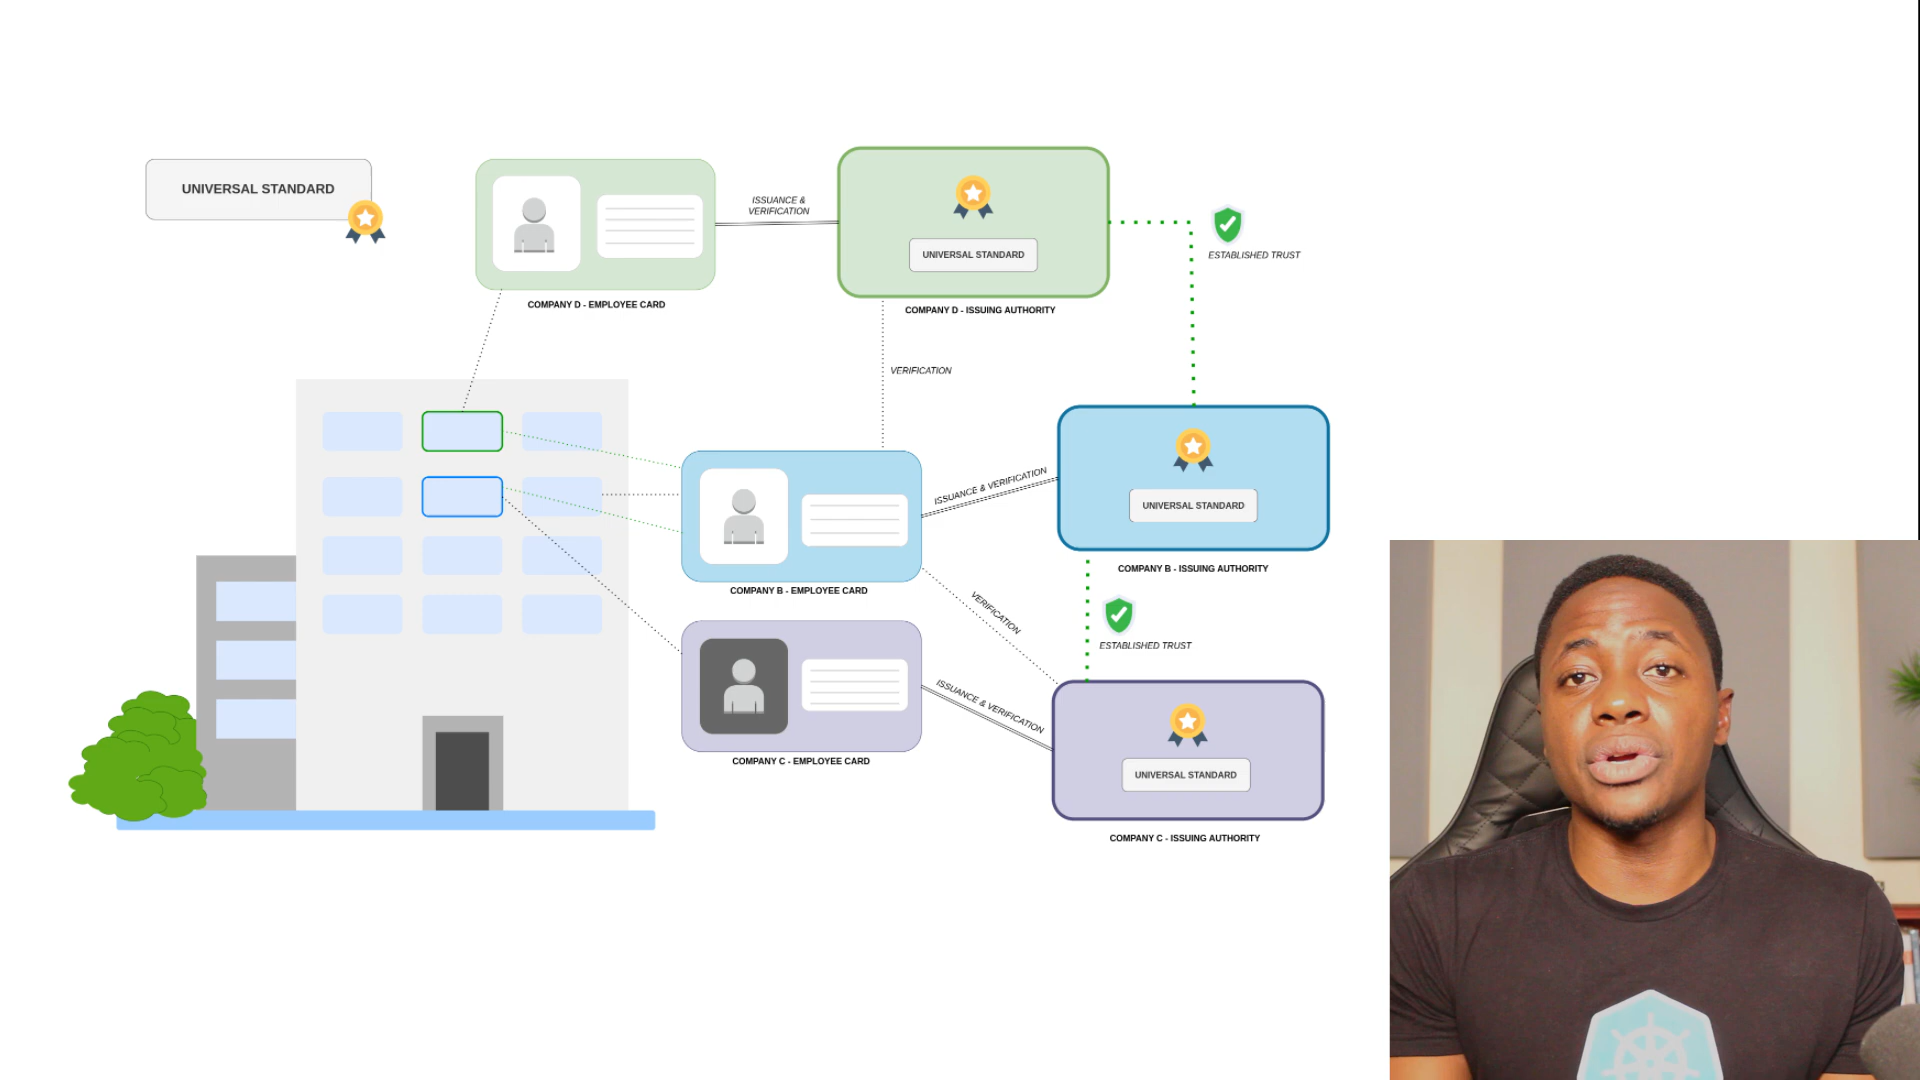 UNIVERSAL STANDARD
ISSUANCE &
VERIFICATION
UNIVERSAL STANDARD
ESTABLISHED TRUST
COMPANY D - EMPLOYEE CARD
COMPANY D - ISSUING AUTHORITY
VERIFICATION
ISSUANCE & VERIFICATION
UNIVERSAL STANDARD
COMPANY B - EMPLOYEE CARD
COMPANY B - ISSUING AUTHORITY
VERIFICATION
ESTABLISHED TRUST
ISSUANCE & VERIFICATION
UNIVERSAL STANDARD
COMPANY C - EMPLOYEE CARD
COMPANY C - ISSUING AUTHORITY